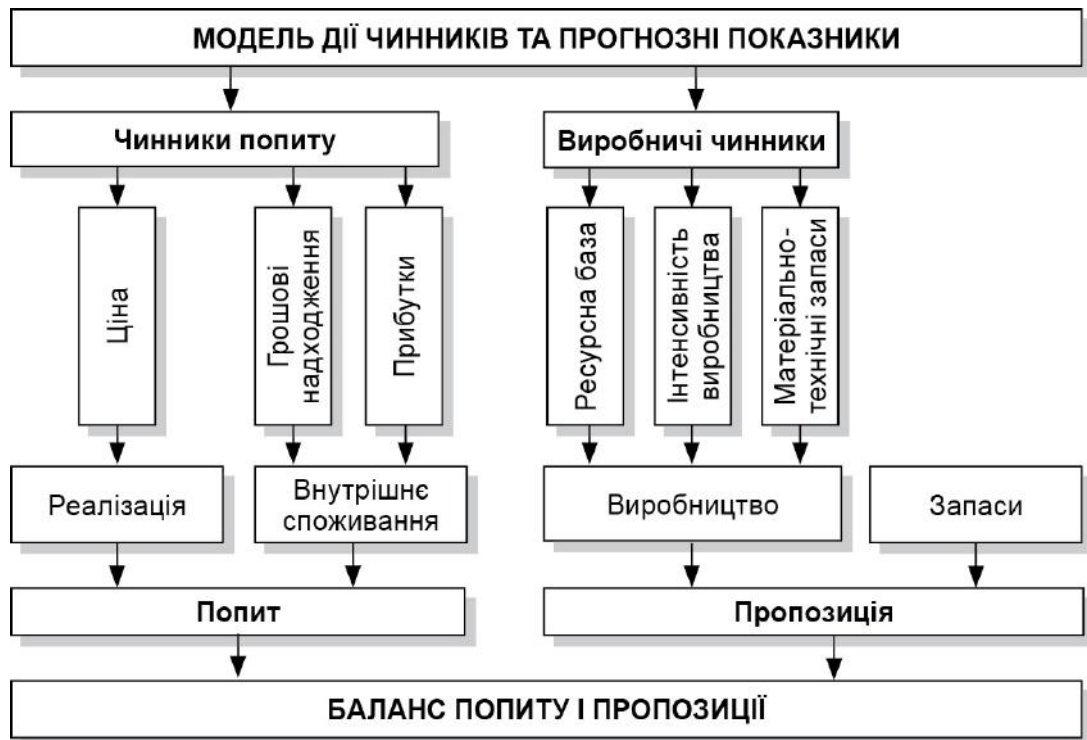 МОДЕЛЬ ДІЇ ЧИННИКІВ ТА ПРОГНОЗНІ ПОКАЗНИКИ
Чинники попиту
Виробничі чинники
Ціна
Грошові
надходження
Прибутки
Ресурсна база
Інтенсивність
виробництва
Матеріально-
технічні запаси
Реалізація
Внутрішнє
споживання
Виробництво
Запаси
Попит
Пропозиція
БАЛАНС ПОПИТУ І ПРОПОЗИЦІЇ